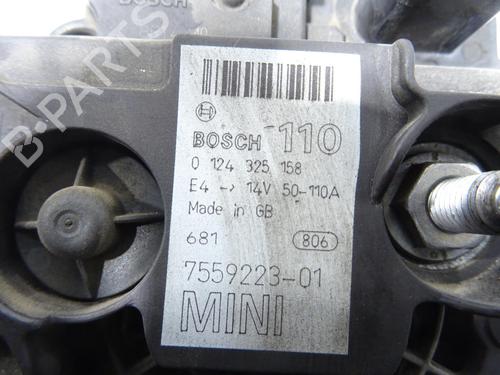 BOSCH
BOSCH 110
0 124 325 158
E4 -> 14V 50-110A
Made in GB
681 806
7559223-01
MINI
B-PARTS